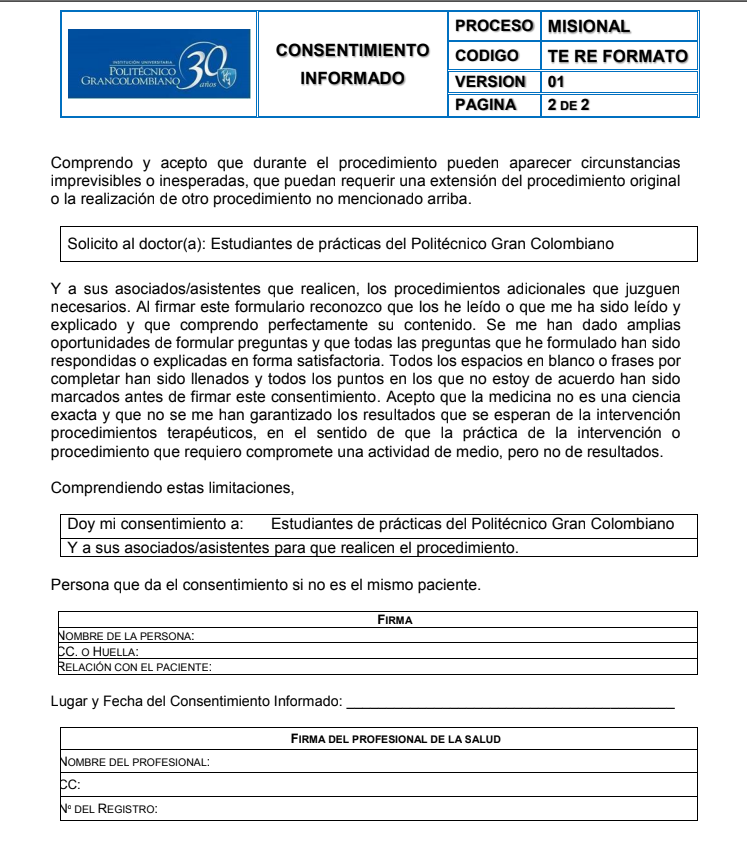 INSTITUCIÓN UNIVERSITARIA
POLITÉCNICO
GRANCOLOMBIANO
30
años
CONSENTIMIENTO
INFORMADO
PROCESO MISIONAL
CODIGO TE RE FORMATO
VERSION 01
PAGINA 2 DE 2
Comprendo y acepto que durante el procedimiento pueden aparecer circunstancias
imprevisibles o inesperadas, que puedan requerir una extensión del procedimiento original
o la realización de otro procedimiento no mencionado arriba.
Solicito al doctor(a): Estudiantes de prácticas del Politécnico Gran Colombiano
Y a sus asociados/asistentes que realicen, los procedimientos adicionales que juzguen
necesarios. Al firmar este formulario reconozco que los he leído o que me ha sido leído y
explicado y que comprendo perfectamente su contenido. Se me han dado amplias
oportunidades de formular preguntas y que todas las preguntas que he formulado han sido
respondidas o explicadas en forma satisfactoria. Todos los espacios en blanco o frases por
completar han sido llenados y todos los puntos en los que no estoy de acuerdo han sido
marcados antes de firmar este consentimiento. Acepto que la medicina no es una ciencia
exacta y que no se me han garantizado los resultados que se esperan de la intervención
procedimientos terapéuticos, en el sentido de que la práctica de la intervención o
procedimiento que requiero compromete una actividad de medio, pero no de resultados.
Comprendiendo estas limitaciones,
Doy mi consentimiento a: Estudiantes de prácticas del Politécnico Gran Colombiano
Y a sus asociados/asistentes para que realicen el procedimiento.
Persona que da el consentimiento si no es el mismo paciente.
FIRMA
NOMBRE DE LA PERSONA:
CC. O HUELLA:
RELACIÓN CON EL PACIENTE:
Lugar y Fecha del Consentimiento Informado: ______________________________________
FIRMA DEL PROFESIONAL DE LA SALUD
NOMBRE DEL PROFESIONAL:
CC:
Nº DEL REGISTRO: